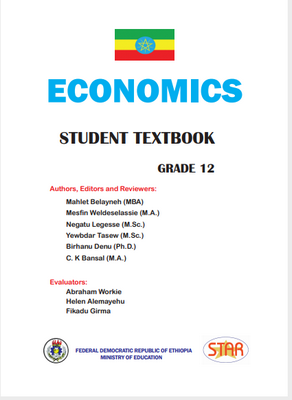 ECONOMICS
STUDENT TEXTBOOK
GRADE 12
Authors, Editors and Reviewers:
Mahlet Belayneh (MBA)
Mesfin Weldeselassie (M.A.)
Negatu Legesse (M.Sc.)
Yewbdar Tasew (M.Sc.)
Birhanu Denu (Ph.D.)
C. K Bansal (M.A.)
Evaluators:
Abraham Workie
Helen Alemayehu
Fikadu Girma
FEDERAL DEMOCRATIC REPUBLIC OF ETHIOPIA
MINISTRY OF EDUCATION
STAR